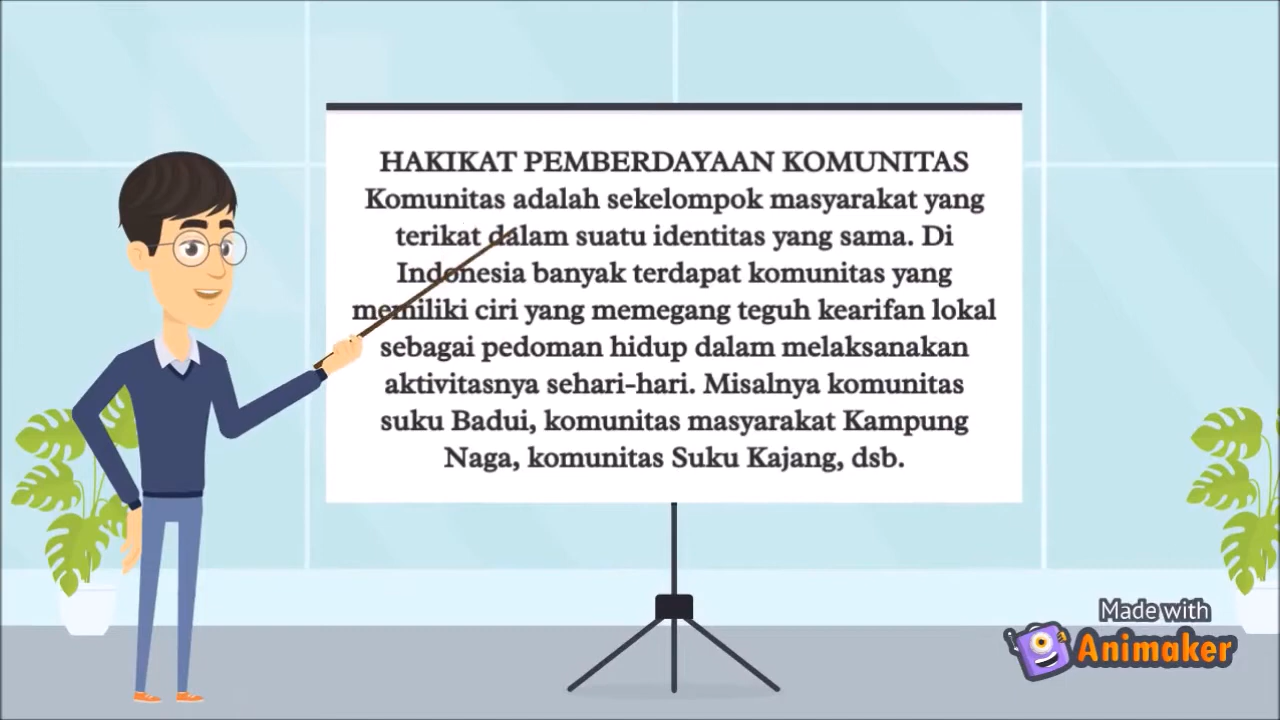 HAKIKAT PEMBERDAYAAN KOMUNITAS
Komunitas adalah sekelompok masyarakat yang
terikat dalam suatu identitas yang sama. Di
Indonesia banyak terdapat komunitas yang
memiliki ciri yang memegang teguh kearifan lokal
sebagai pedoman hidup dalam melaksanakan
aktivitasnya sehari-hari. Misalnya komunitas
suku Badui, komunitas masyarakat Kampung
Naga, komunitas Suku Kajang, dsb.
Made with
Animaker